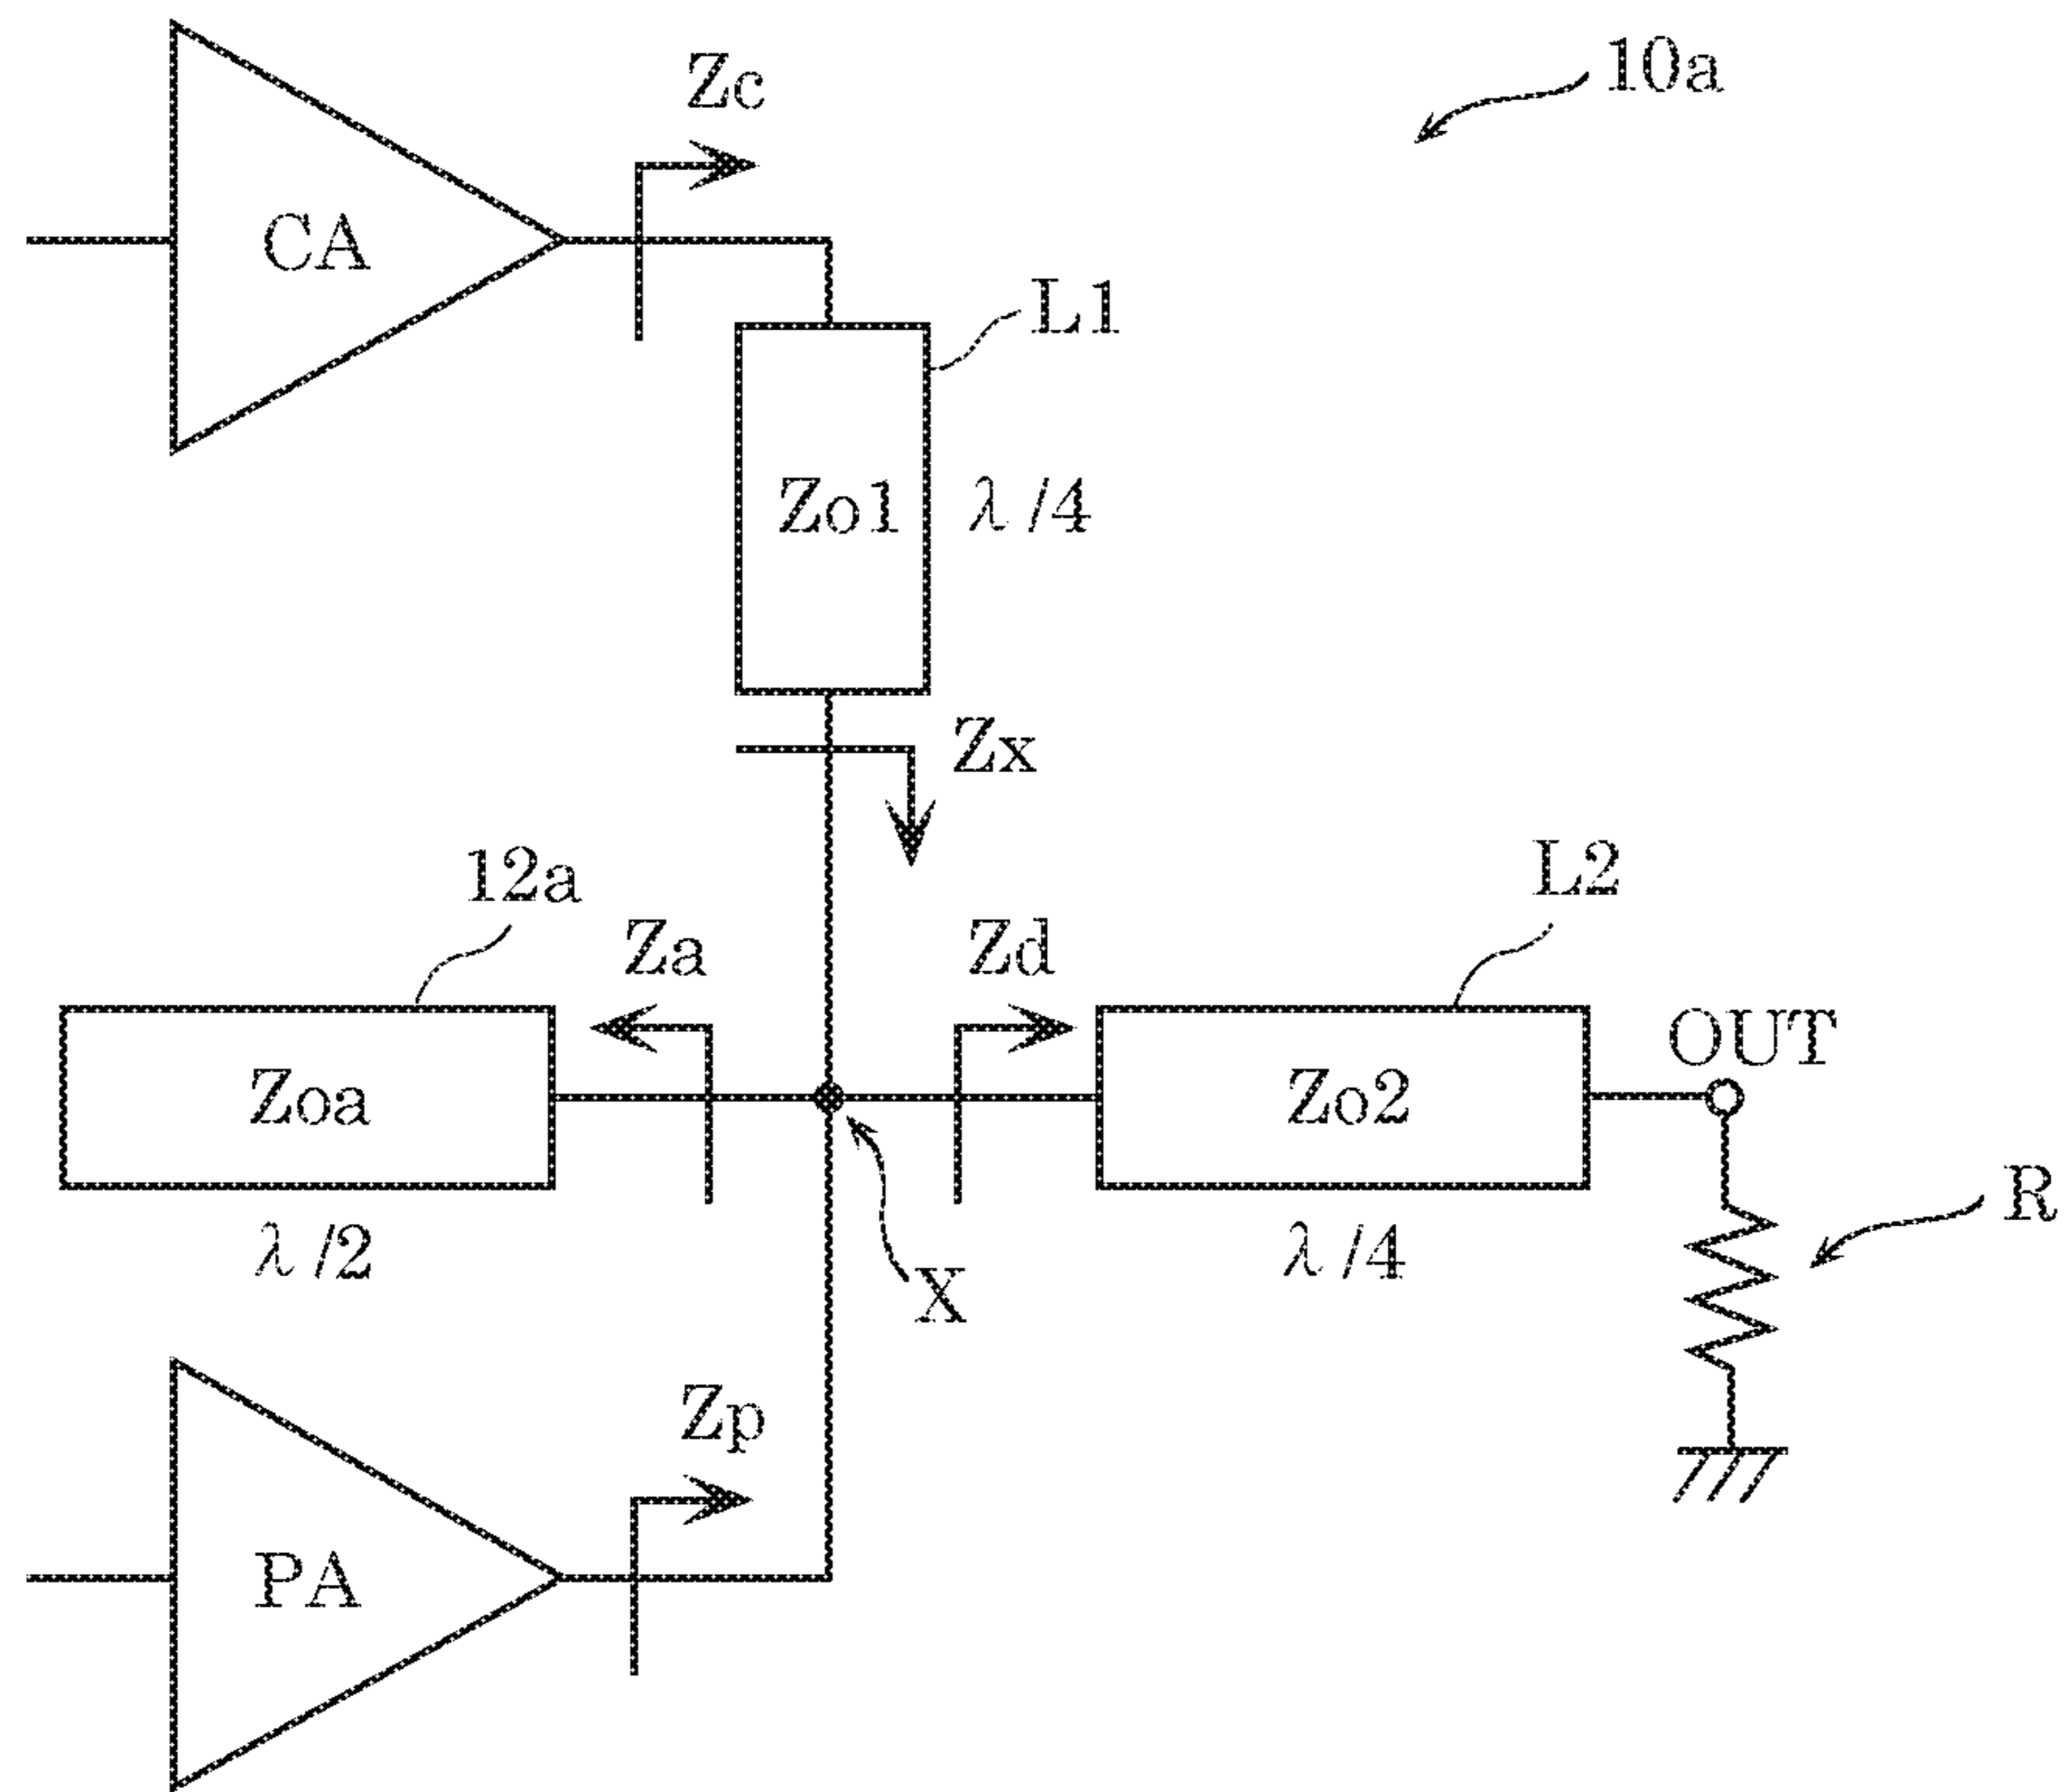 10a
Zc
CA
L1
Zo1
λ/4
Zx
12a
Za
Zd
L2
OUT
Zoa
Zo2
λ/2
λ/4
X
R
Zp
PA